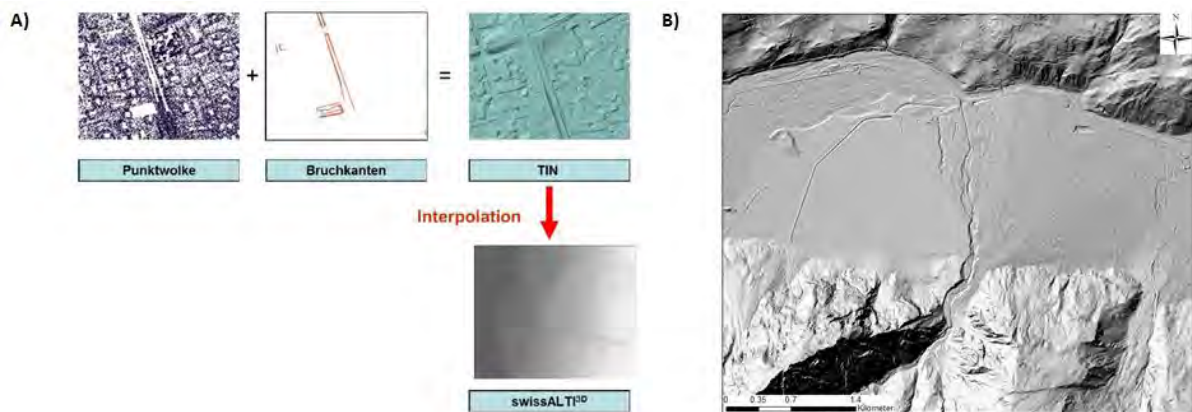 A)
+
=
Punktwolke
Bruchkanten
TIN
Interpolation
swissALTI3D
B)
N
0 0.35 0.7 1.4
Kilometer